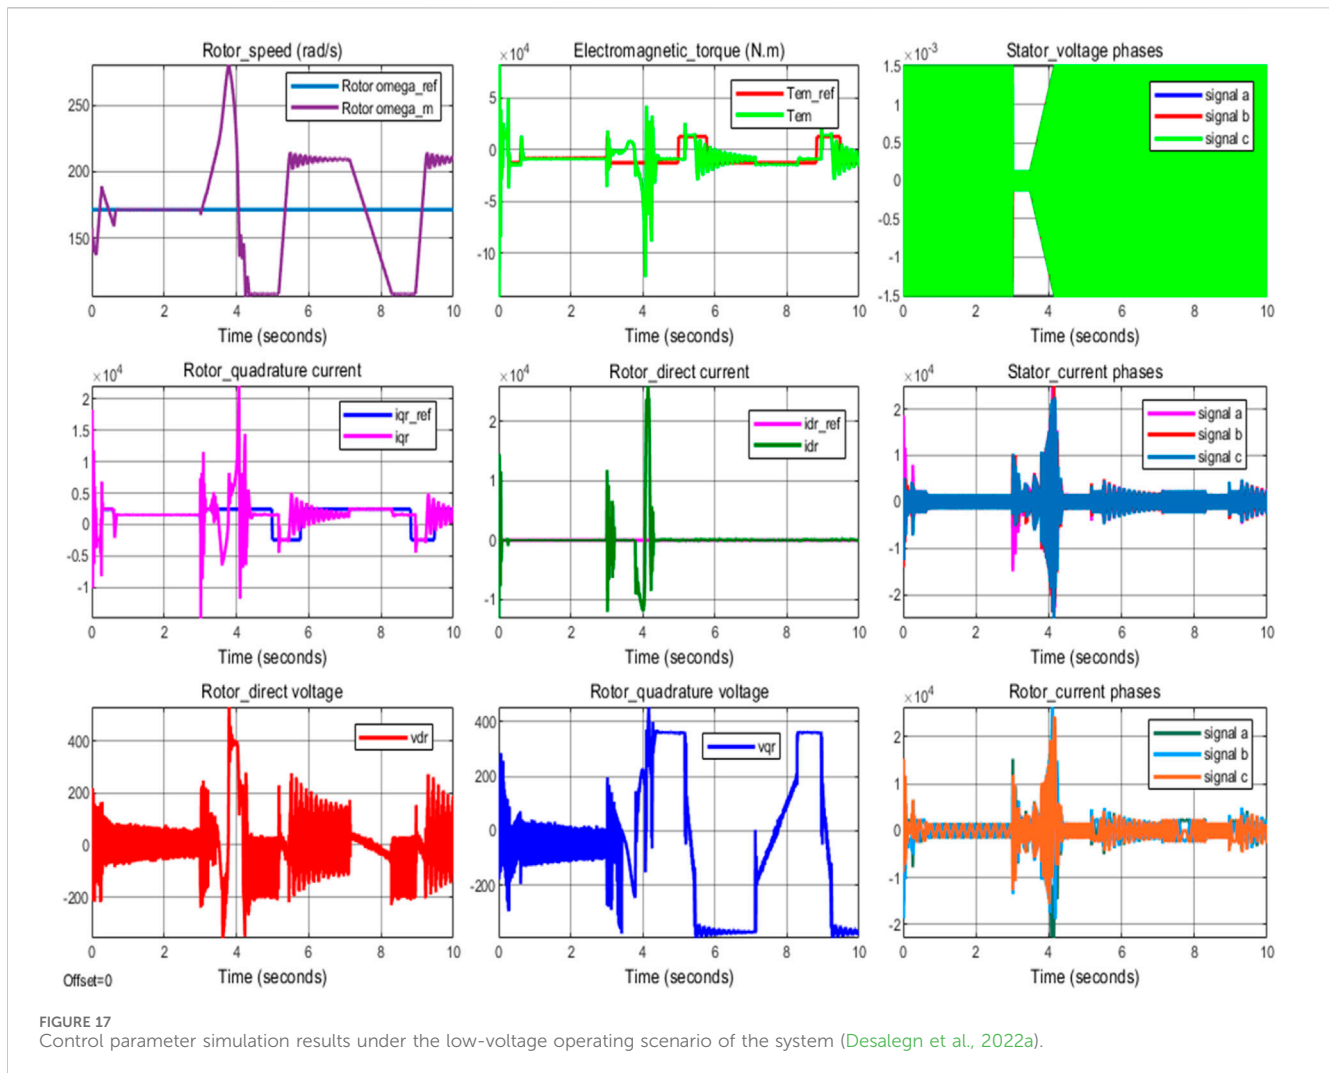 Rotor_speed (rad/s)
250
200
150
0 2 4 6 8 10
Time (seconds)
Rotor omega_ref
Rotor omega_m
Electromagnetic_torque (N.m)
×10⁴
5
0
-5
-10
0 2 4 6 8 10
Time (seconds)
Tem_ref
Tem
Stator_voltage phases
×10⁻³
1.5
1
0.5
0
-0.5
-1
-1.5
0 2 4 6 8 10
Time (seconds)
signal a
signal b
signal c
Rotor_quadrature current
×10⁴
2
1.5
1
0.5
0
-0.5
-1
0 2 4 6 8 10
Time (seconds)
iqr_ref
iqr
Rotor_direct current
×10⁴
2
1
0
-1
0 2 4 6 8 10
Time (seconds)
idr_ref
idr
Stator_current phases
×10⁴
2
1
0
-1
-2
0 2 4 6 8 10
Time (seconds)
signal a
signal b
signal c
Rotor_direct voltage
400
200
0
-200
0 2 4 6 8 10
Time (seconds)
vdr
Offset=0
Rotor_quadrature voltage
400
200
0
-200
0 2 4 6 8 10
Time (seconds)
vqr
Rotor_current phases
×10⁴
2
1
0
-1
-2
0 2 4 6 8 10
Time (seconds)
signal a
signal b
signal c
FIGURE 17
Control parameter simulation results under the low-voltage operating scenario of the system (Desalegn et al., 2022a).